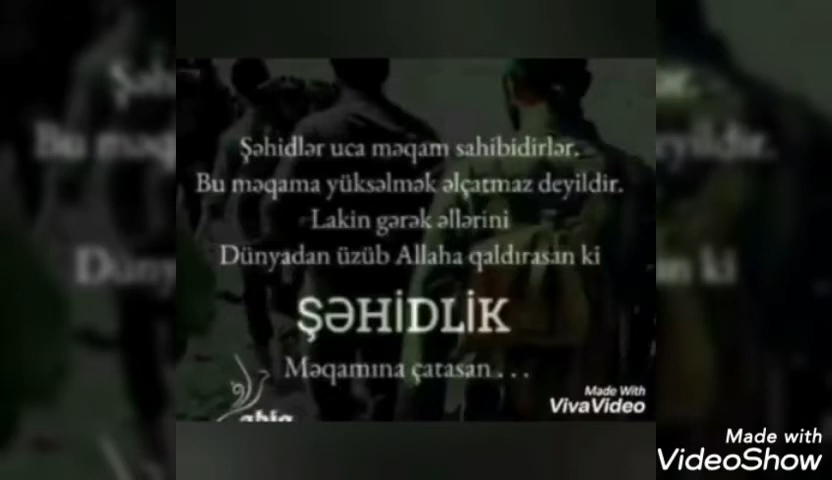 Şəhidlər uca məqam sahibidirlər.
Bu məqama yüksəlmək əlçatmaz deyildir.
Lakin gərək əllərini
Dünyadan üzüb Allaha qaldırasan ki
ŞƏHİDLİK
Məqamına çatasan . . .
Made With
VivaVideo
Made with
VideoShow